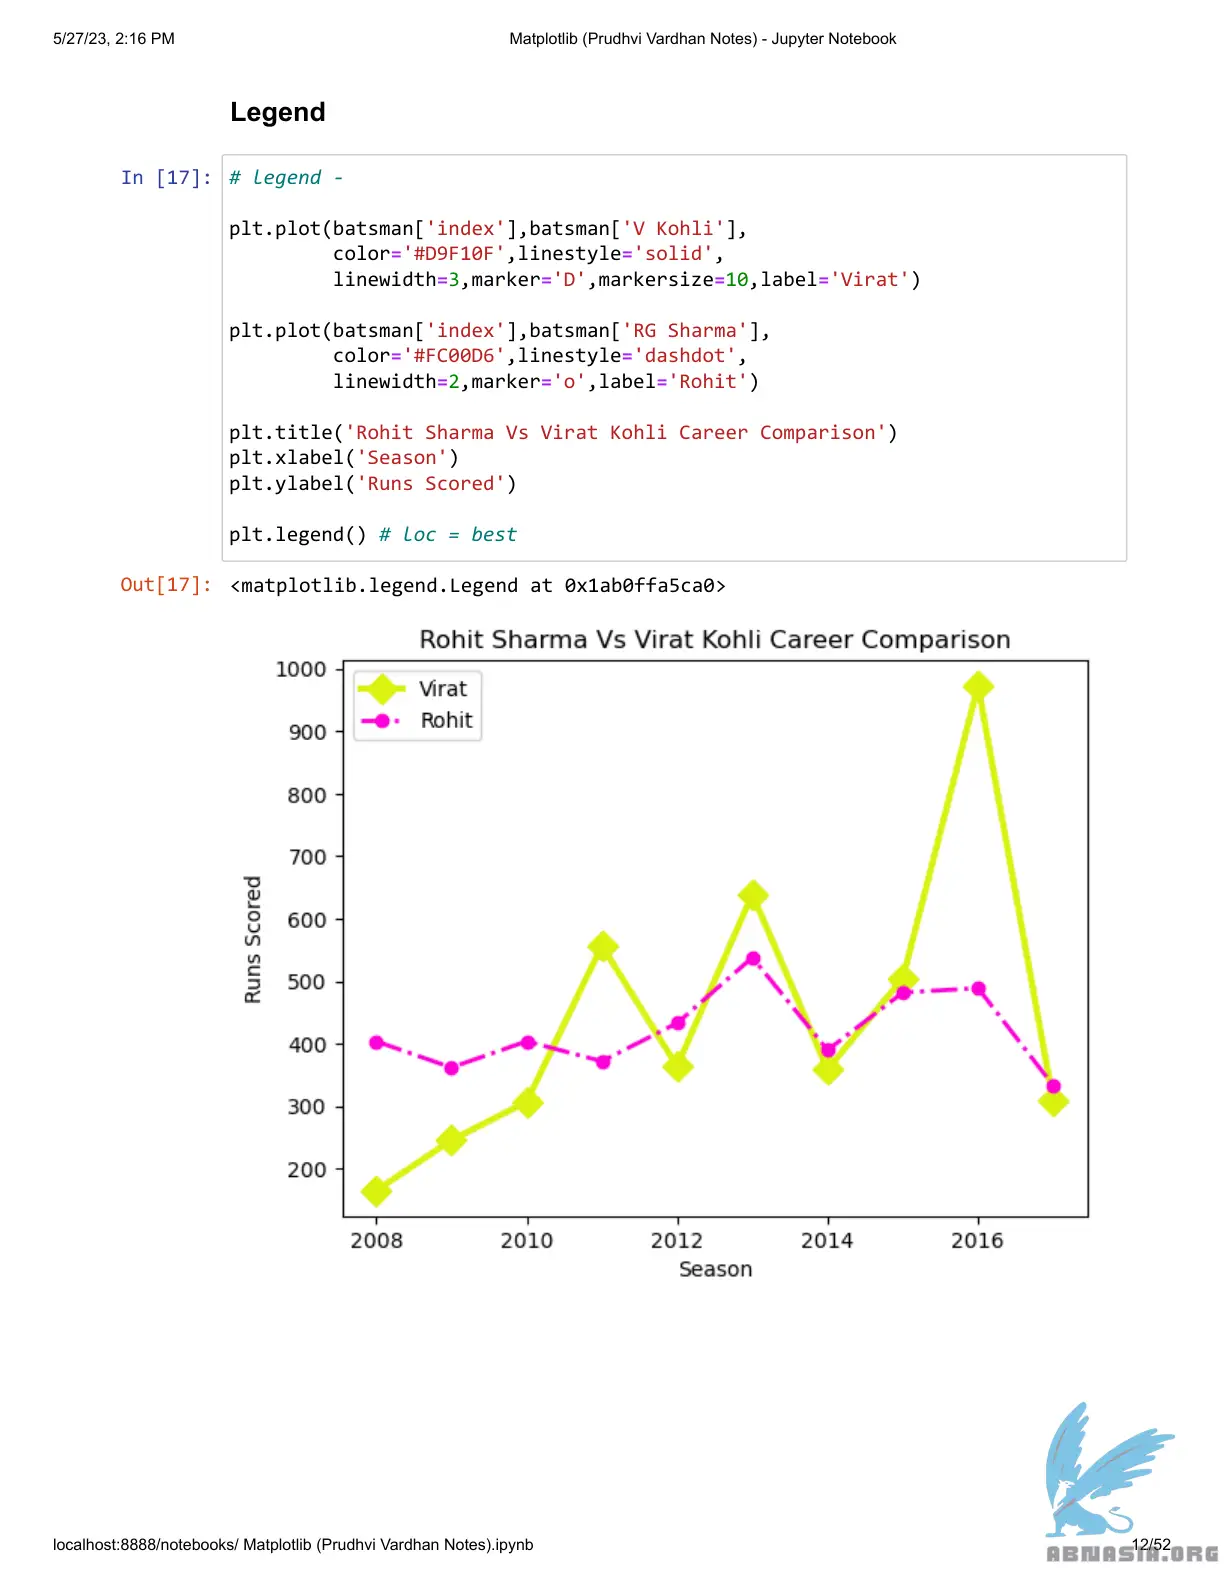 5/27/23, 2:16 PM Matplotlib (Prudhvi Vardhan Notes) - Jupyter Notebook
Legend
In [17]: # legend -
plt.plot(batsman['index'],batsman['V Kohli'],
color='#D9F10F',linestyle='solid',
linewidth=3,marker='D',markersize=10,label='Virat')
plt.plot(batsman['index'],batsman['RG Sharma'],
color='#FC00D6',linestyle='dashdot',
linewidth=2,marker='o',label='Rohit')
plt.title('Rohit Sharma Vs Virat Kohli Career Comparison')
plt.xlabel('Season')
plt.ylabel('Runs Scored')
plt.legend() # loc = best
Out[17]: <matplotlib.legend.Legend at 0x1ab0ffa5ca0>
Rohit Sharma Vs Virat Kohli Career Comparison
Virat
Rohit
1000
900
800
700
600
500
400
300
200
Runs Scored
2008 2010 2012 2014 2016
Season
localhost:8888/notebooks/ Matplotlib (Prudhvi Vardhan Notes).ipynb 12/52
ABNASIA.ORG